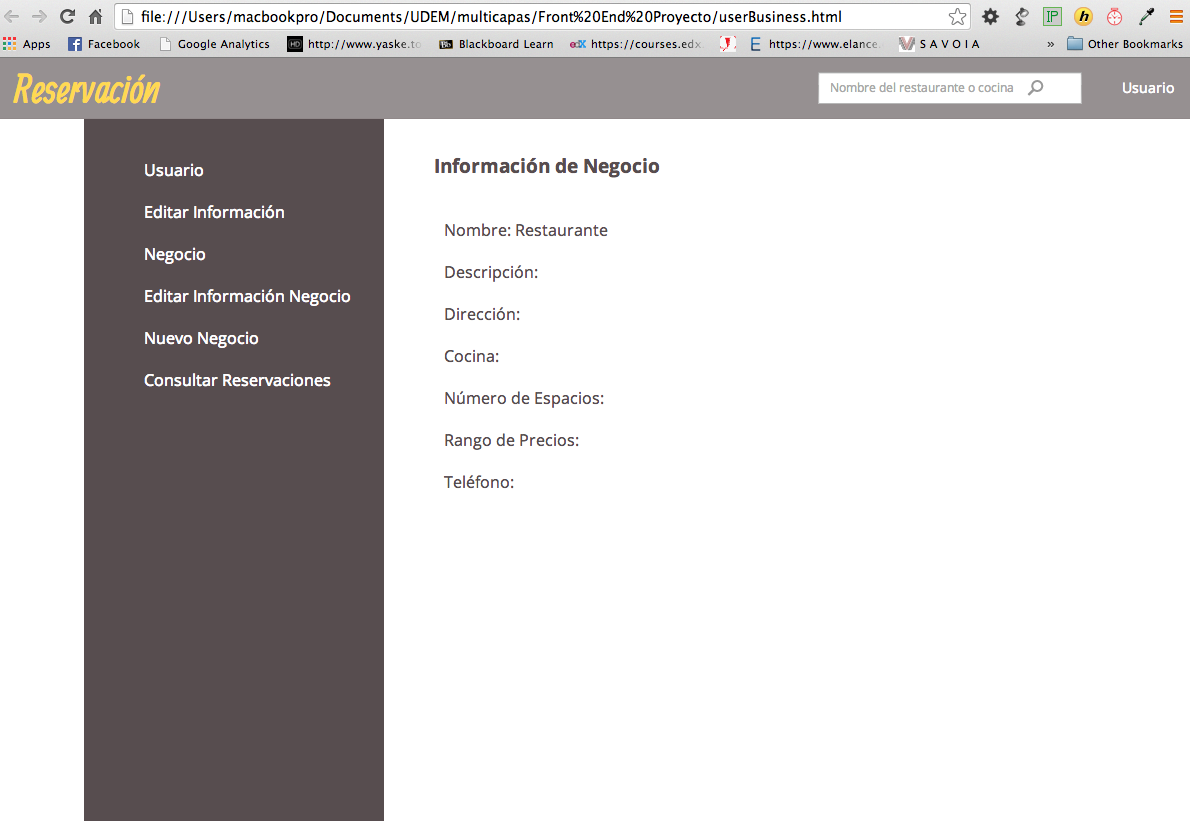 file:///Users/macbookpro/Documents/UDEM/multicapas/Front%20End%20Proyecto/userBusiness.html
Apps Facebook Google Analytics http://www.yaske.to Blackboard Learn https://courses.edx. https://www.elance. S A V O I A » Other Bookmarks
Reservación
Nombre del restaurante o cocina
Usuario
Usuario
Editar Información
Negocio
Editar Información Negocio
Nuevo Negocio
Consultar Reservaciones
Información de Negocio
Nombre: Restaurante
Descripción:
Dirección:
Cocina:
Número de Espacios:
Rango de Precios:
Teléfono: